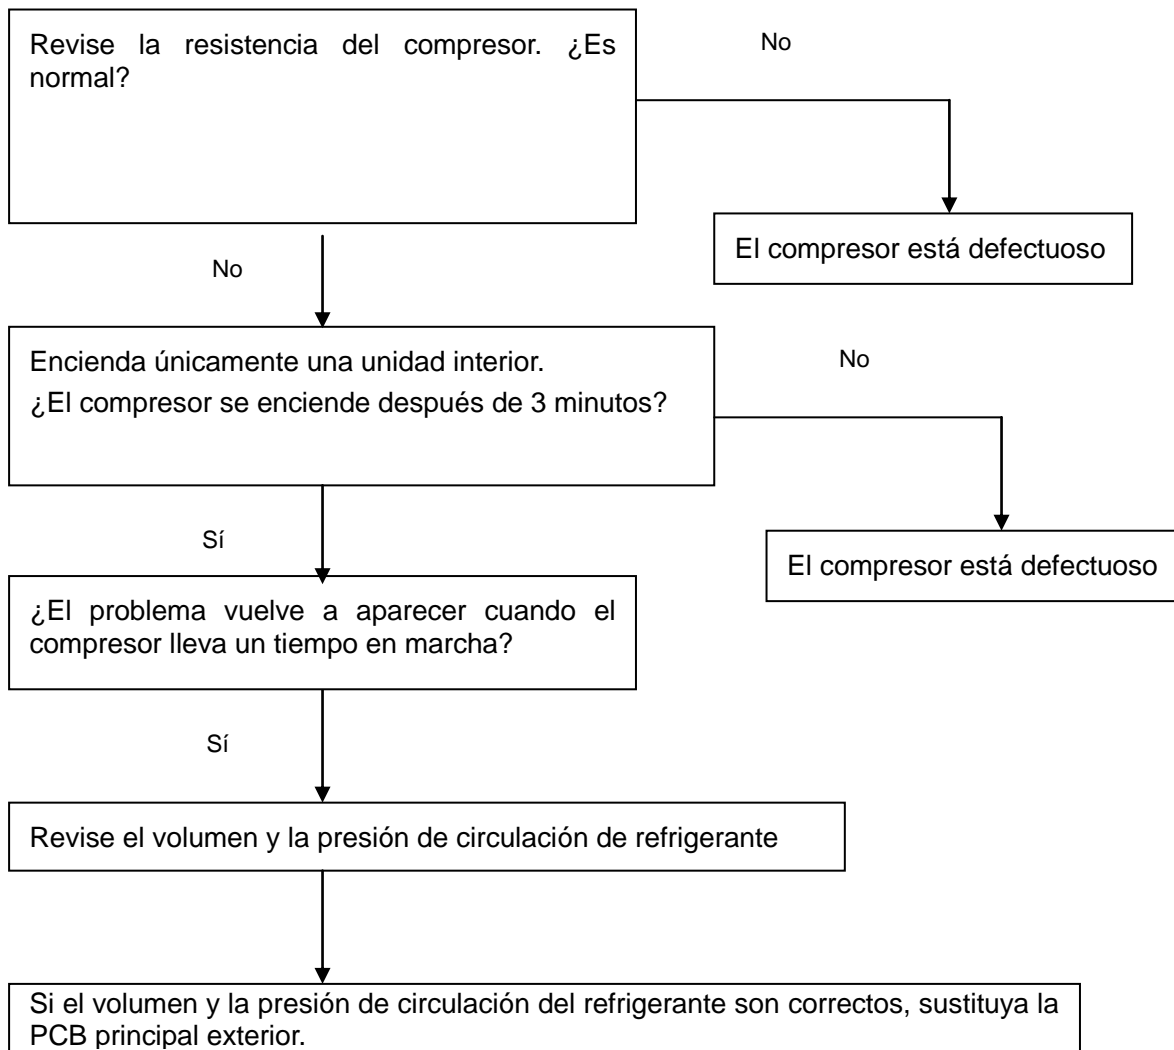 Revise la resistencia del compresor. ¿Es
normal?
No
El compresor está defectuoso
No
Encienda únicamente una unidad interior.
¿El compresor se enciende después de 3 minutos?
No
El compresor está defectuoso
Sí
¿El problema vuelve a aparecer cuando el
compresor lleva un tiempo en marcha?
Sí
Revise el volumen y la presión de circulación de refrigerante
Si el volumen y la presión de circulación del refrigerante son correctos, sustituya la
PCB principal exterior.